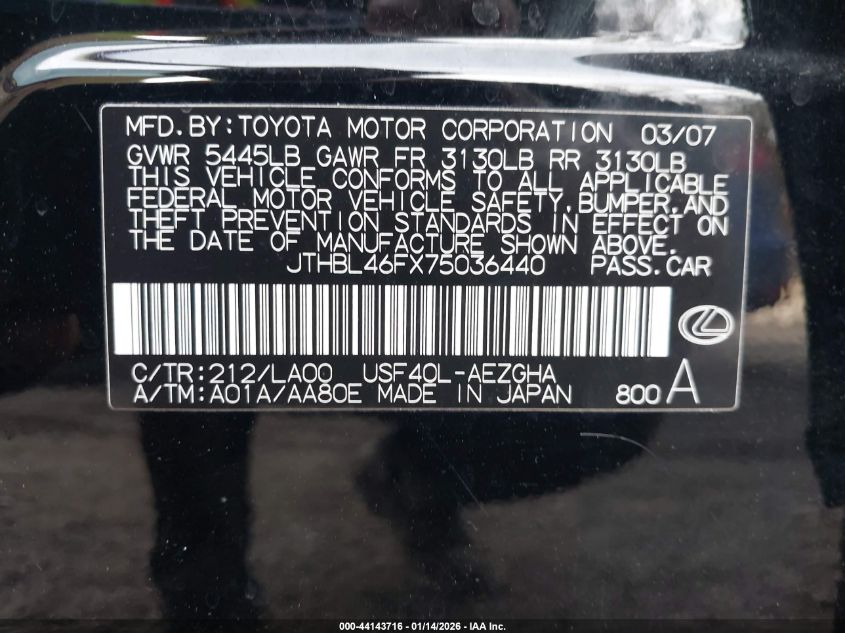 MFD.BY:TOYOTA MOTOR CORPORATION 03/07
GVWR 5445LB GAWR FR 3130LB RR 3130LB
THIS VEHICLE CONFORMS TO ALL APPLICABLE
FEDERAL MOTOR VEHICLE SAFETY,BUMPER,AND
THEFT PREVENTION STANDARDS IN EFFECT ON
THE DATE OF MANUFACTURE SHOWN ABOVE.
JTHBL46FX75036440 PASS.CAR
C/TR:212/LA00 USF40L-AEZGHA
A/TM:A01A/AA80E MADE IN JAPAN 800 A
000-44143716 - 01/14/2026 - IAA Inc.